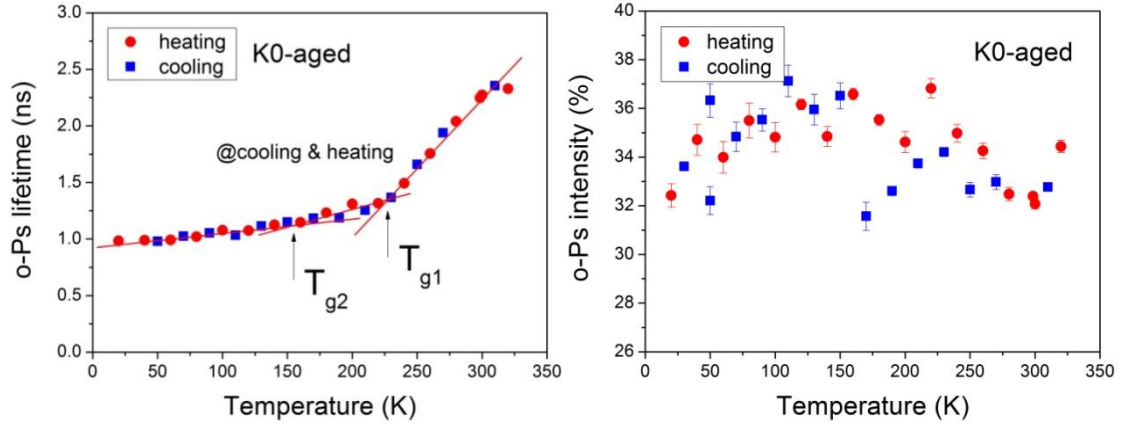 3.0
2.5
2.0
1.5
1.0
0.5
0.0
o-Ps lifetime (ns)
heating
cooling
K0-aged
@cooling & heating
T g2
T g1
0 50 100 150 200 250 300 350
Temperature (K)
40
38
36
34
32
30
28
26
o-Ps intensity (%)
heating
cooling
K0-aged
0 50 100 150 200 250 300 350
Temperature (K)